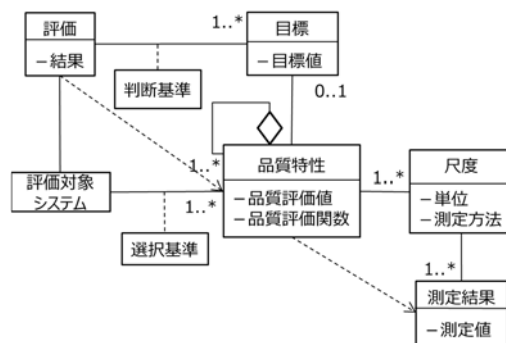 評価
－結果
1..*
目標
－目標値
判断基準
0..1
1..*
品質特性
－品質評価値
－品質評価関数
1..*
尺度
－単位
－測定方法
評価対象
システム
1..*
選択基準
1..*
測定結果
－測定値